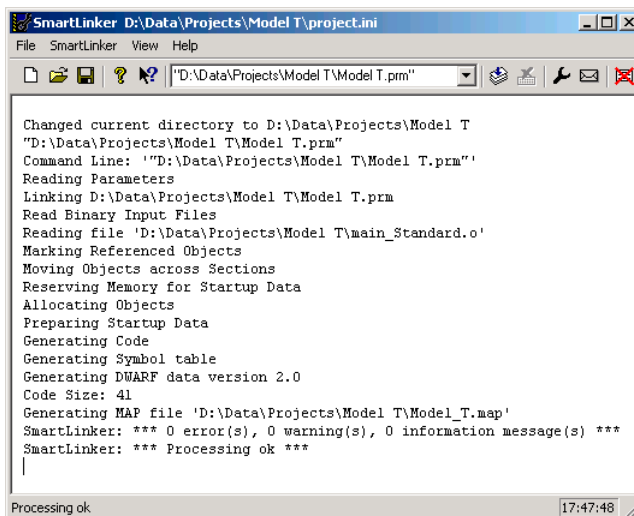 SmartLinker D:\Data\Projects\Model T\project.ini
File SmartLinker View Help
"D:\Data\Projects\Model T\Model T.prm"
Changed current directory to D:\Data\Projects\Model T
"D:\Data\Projects\Model T\Model T.prm"
Command Line: '"D:\Data\Projects\Model T\Model T.prm"'
Reading Parameters
Linking D:\Data\Projects\Model T\Model T.prm
Read Binary Input Files
Reading file 'D:\Data\Projects\Model T\main_Standard.o'
Marking Referenced Objects
Moving Objects across Sections
Reserving Memory for Startup Data
Allocating Objects
Preparing Startup Data
Generating Code
Generating Symbol table
Generating DWARF data version 2.0
Code Size: 41
Generating MAP file 'D:\Data\Projects\Model T\Model_T.map'
SmartLinker: *** 0 error(s), 0 warning(s), 0 information message(s) ***
SmartLinker: *** Processing ok ***
Processing ok 17:47:48